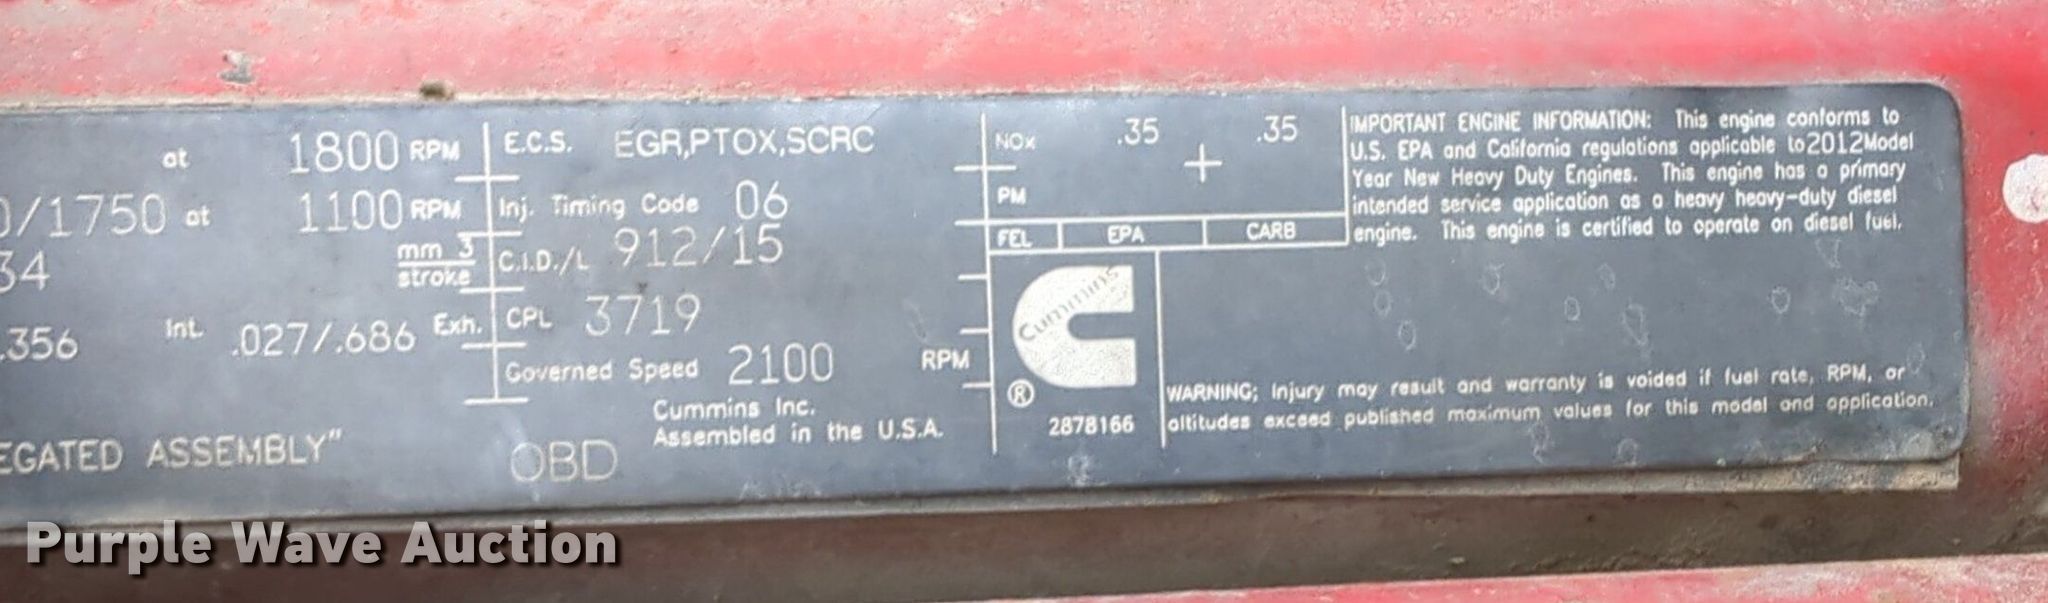 at 1800 RPM
/1750 at 1100 RPM
34 mm 3
stroke
.356 Int. .027/.686 Exh.
EGATED ASSEMBLY"
E.C.S. EGR,PTOX,SCRC
Inj. Timing Code 06
C.I.D./L 912/15
CPL 3719
Governed Speed 2100 RPM
Cummins Inc.
Assembled in the U.S.A.
OBD
NOx .35 + .35
PM
FEL EPA CARB
Cummins
®
2878166
IMPORTANT ENGINE INFORMATION: This engine conforms to
U.S. EPA and California regulations applicable to2012Model
Year New Heavy Duty Engines. This engine has a primary
intended service application as a heavy heavy-duty diesel
engine. This engine is certified to operate on diesel fuel.
WARNING; Injury may result and warranty is voided if fuel rate, RPM, or
altitudes exceed published maximum values for this model and application.
Purple Wave Auction